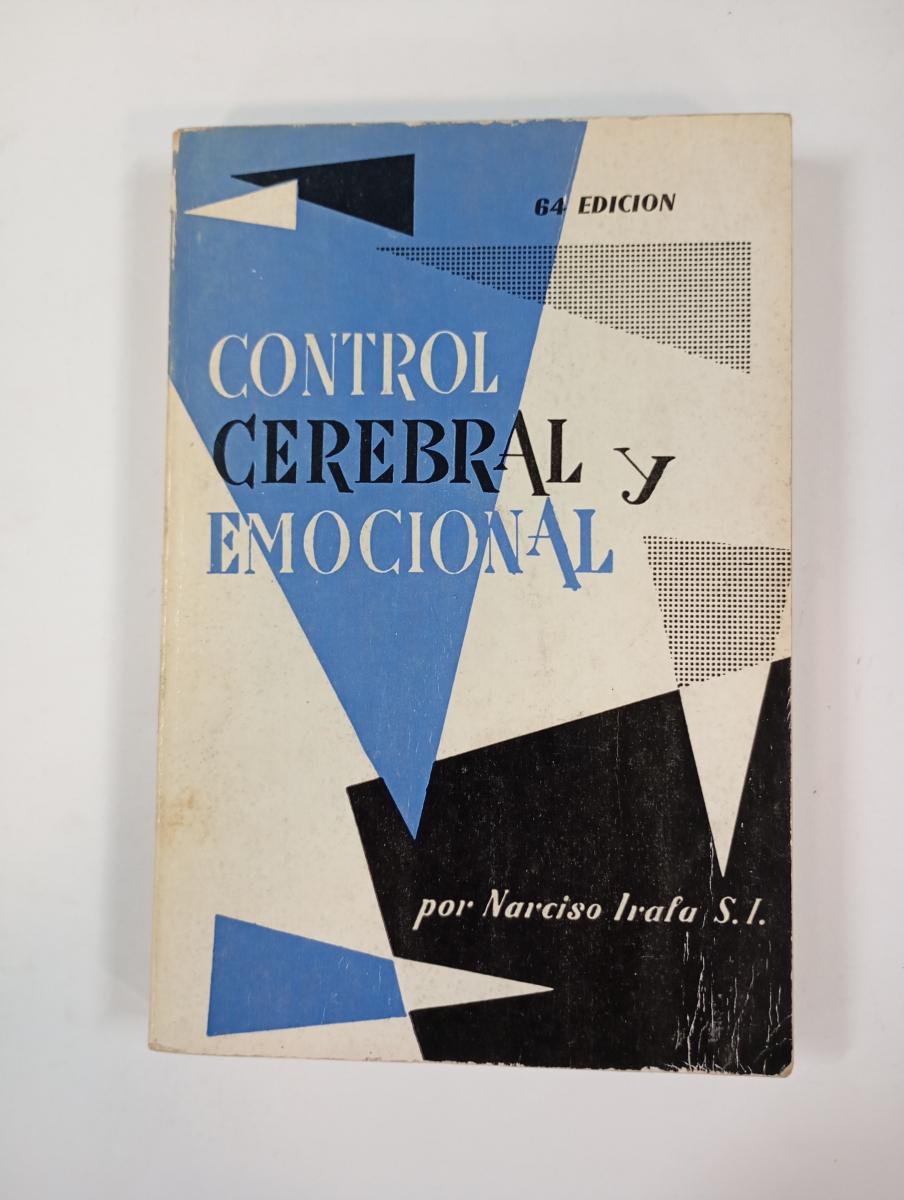 64 EDICION
CONTROL
CEREBRAL y
EMOCIONAL
por Narciso Irala S. I.